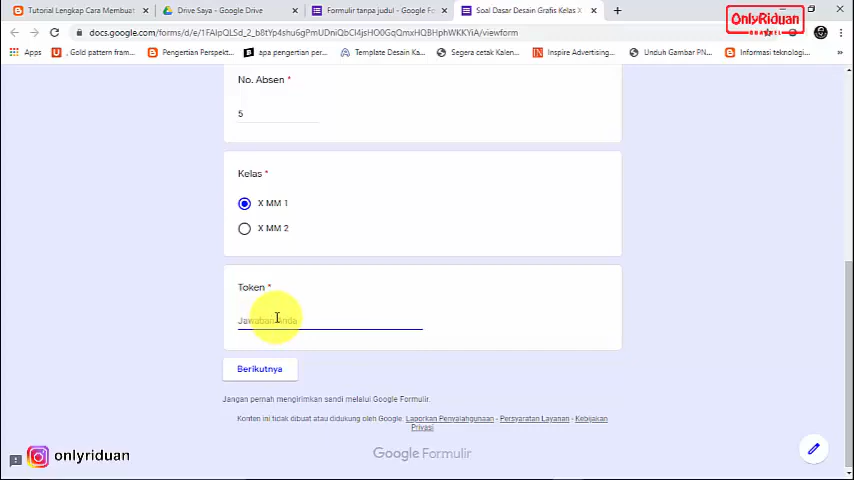 Tutorial Lengkap Cara Membuat
Drive Saya - Google Drive
Formulir tanpa judul - Google Fo
Soal Dasar Desain Grafis Kelas X
OnlyRiduan
docs.google.com/forms/d/e/1FAIpQLSd_2_b8tYp4shu6gPmUDniQbCl4jsHO0GqQmxHQBHphWKKYiA/viewform
Apps
, Gold pattern fram...
Pengertian Perspekt...
apa pengertian per...
Template Desain Ka...
Segera cetak Kalen...
Inspire Advertising...
Unduh Gambar PN...
Informasi teknologi...
No. Absen *
5
Kelas *
X MM 1
X MM 2
Token *
Jawaban Anda
Berikutnya
Jangan pernah mengirimkan sandi melalui Google Formulir.
Konten ini tidak dibuat atau didukung oleh Google. Laporkan Penyalahgunaan - Persyaratan Layanan - Kebijakan
Privasi
Google Formulir
onlyriduan